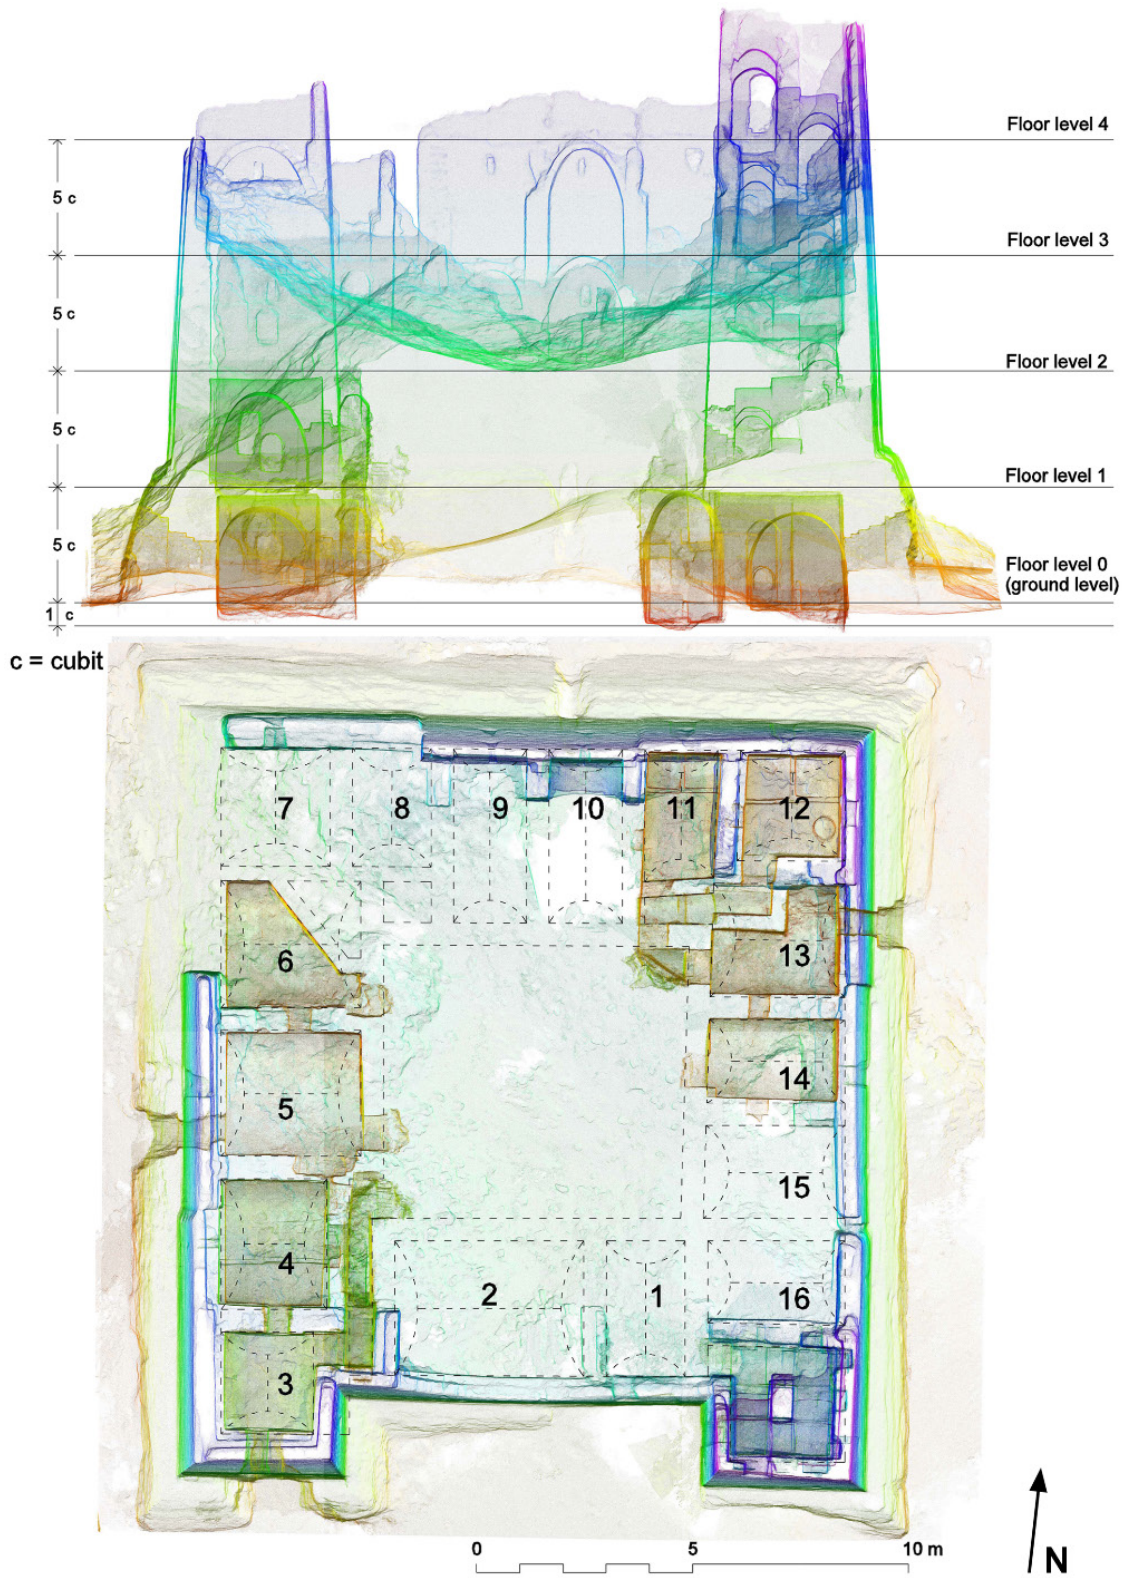 Floor level 4
5 c
Floor level 3
5 c
Floor level 2
5 c
Floor level 1
5 c
Floor level 0
(ground level)
1 c
c = cubit
7 8 9 10 11 12
6 13
5 14
4 15
3 2 1 16
0 5 10 m
N